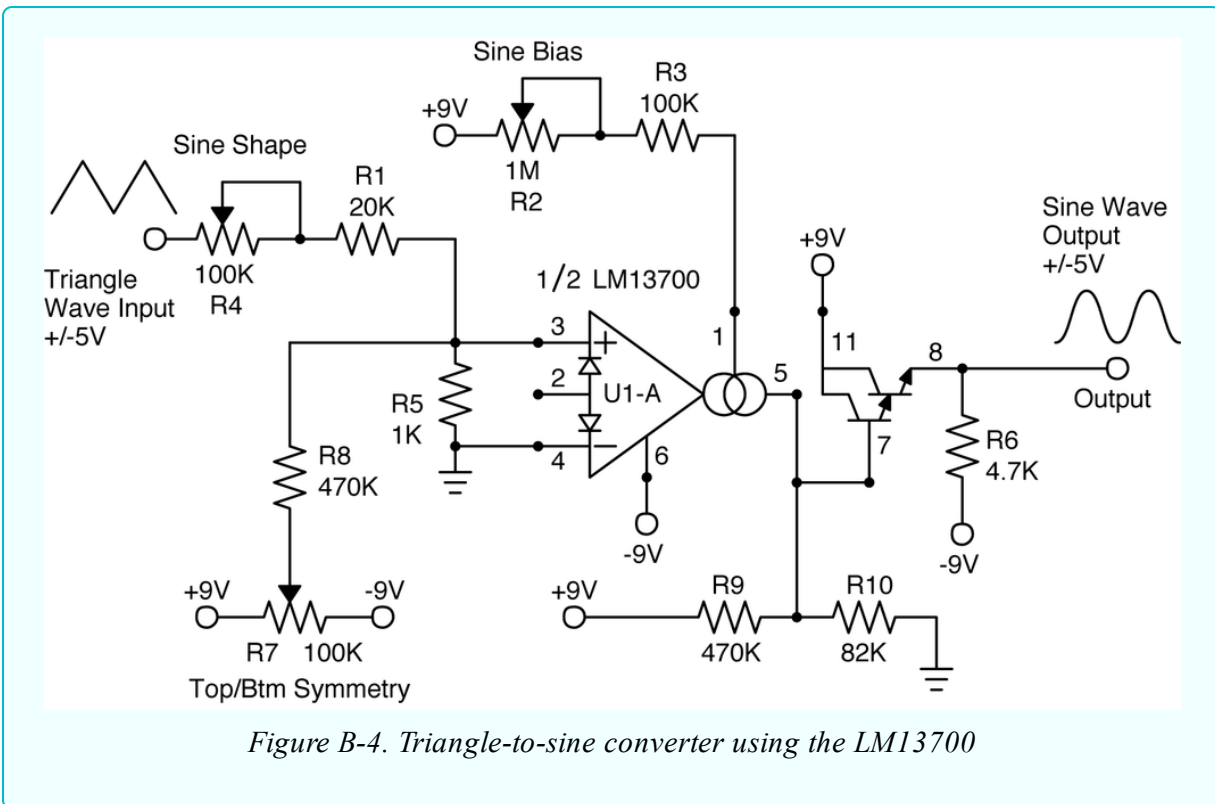 Sine Bias
+9V
1M
R2
R3
100K
Sine Shape
100K
R4
R1
20K
Triangle
Wave Input
+/-5V
1/2 LM13700
3
+
2
U1-A
4
−
6
-9V
1
5
R5
1K
R8
470K
+9V
-9V
R7 100K
Top/Btm Symmetry
+9V
11
8
7
R6
4.7K
-9V
Sine Wave
Output
+/-5V
Output
+9V
R9
470K
R10
82K
Figure B-4. Triangle-to-sine converter using the LM13700